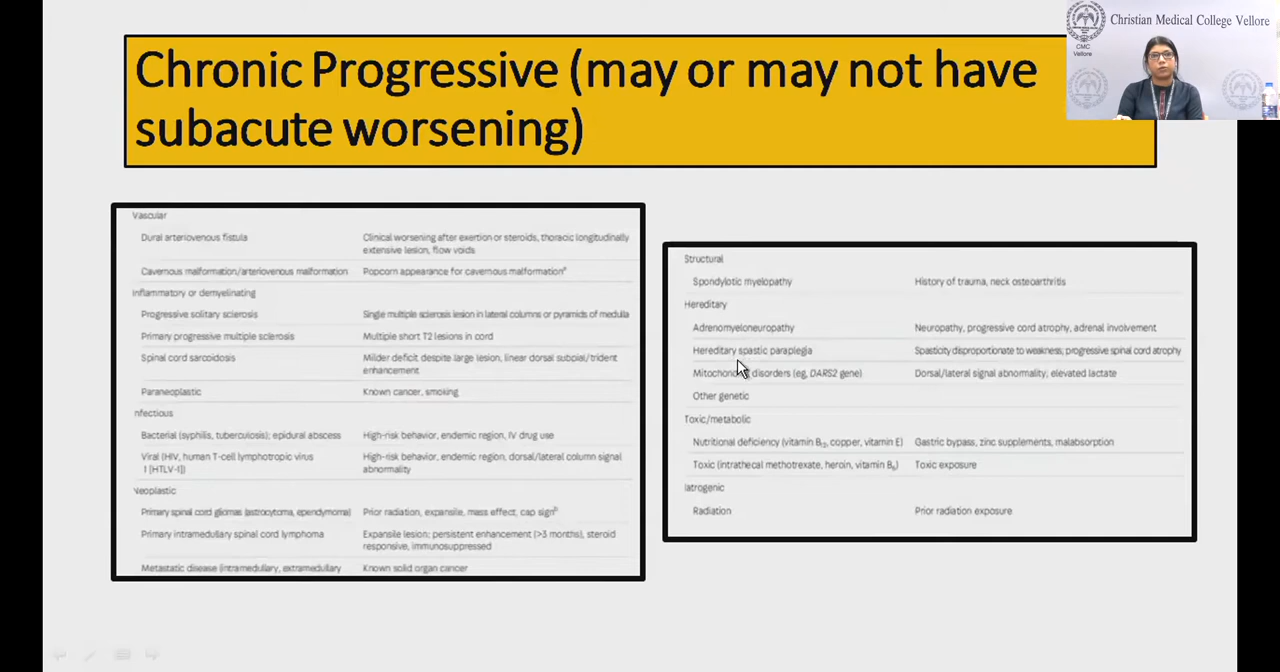 Christian Medical College Vellore
CMC
Vellore
Chronic Progressive (may or may not have
subacute worsening)
Vascular
Dural arteriovenous fistula Clinical worsening after exertion or steroids, thoracic longitudinally
extensive lesion, flow voids
Cavernous malformation/arteriovenous malformation Popcorn appearance for cavernous malformationª
Inflammatory or demyelinating
Progressive solitary sclerosis Single multiple sclerosis lesion in lateral columns or pyramids of medulla
Primary progressive multiple sclerosis Multiple short T2 lesions in cord
Spinal cord sarcoidosis Milder deficit despite large lesion, linear dorsal subpial/trident
enhancement
Paraneoplastic Known cancer, smoking
nfectious
Bacterial (syphilis, tuberculosis); epidural abscess High-risk behavior, endemic region, IV drug use
Viral (HIV, human T-cell lymphotropic virus High-risk behavior, endemic region, dorsal/lateral column signal
1 [HTLV-1]) abnormality
Neoplastic
Primary spinal cord gliomas (astrocytoma, ependymoma) Prior radiation, expansile, mass effect, cap signᵇ
Primary intramedullary spinal cord lymphoma Expansile lesion; persistent enhancement (>3 months), steroid
responsive, immunosuppressed
Metastatic disease (intramedullary, extramedullary Known solid organ cancer
Structural
Spondylotic myelopathy History of trauma, neck osteoarthritis
Hereditary
Adrenomyeloneuropathy Neuropathy, progressive cord atrophy, adrenal involvement
Hereditary spastic paraplegia Spasticity disproportionate to weakness, progressive spinal cord atrophy
disorders (eg, DARS2 gene) Dorsal/lateral signal abnormality; elevated lactate
Other genetic
Toxic/metabolic
Nutritional deficiency (vitamin B₁₂, copper, vitamin E) Gastric bypass, zinc supplements, malabsorption
Toxic (intrathecal methotrexate, heroin, vitamin B₆) Toxic exposure
Iatrogenic
Radiation Prior radiation exposure